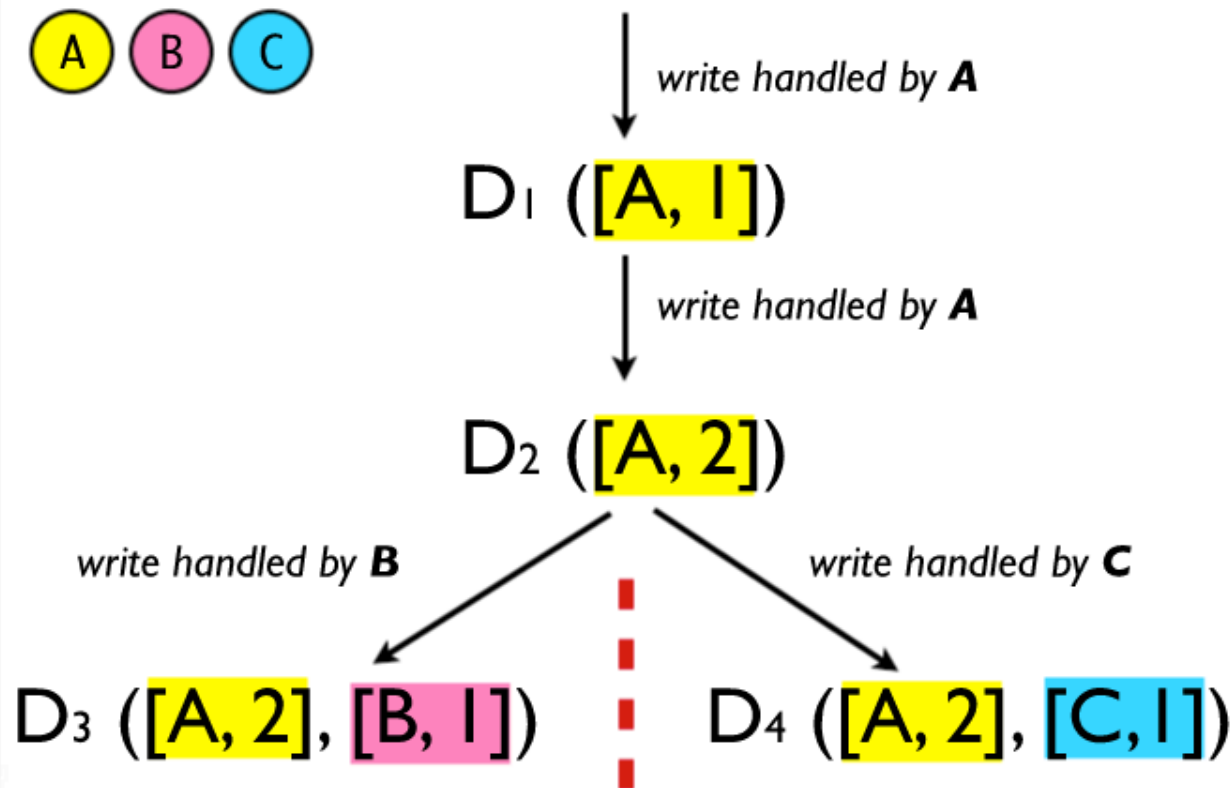 A B C
write handled by A
D1 ([A, 1])
write handled by A
D2 ([A, 2])
write handled by B
write handled by C
D3 ([A, 2], [B, 1])
D4 ([A, 2], [C,1])